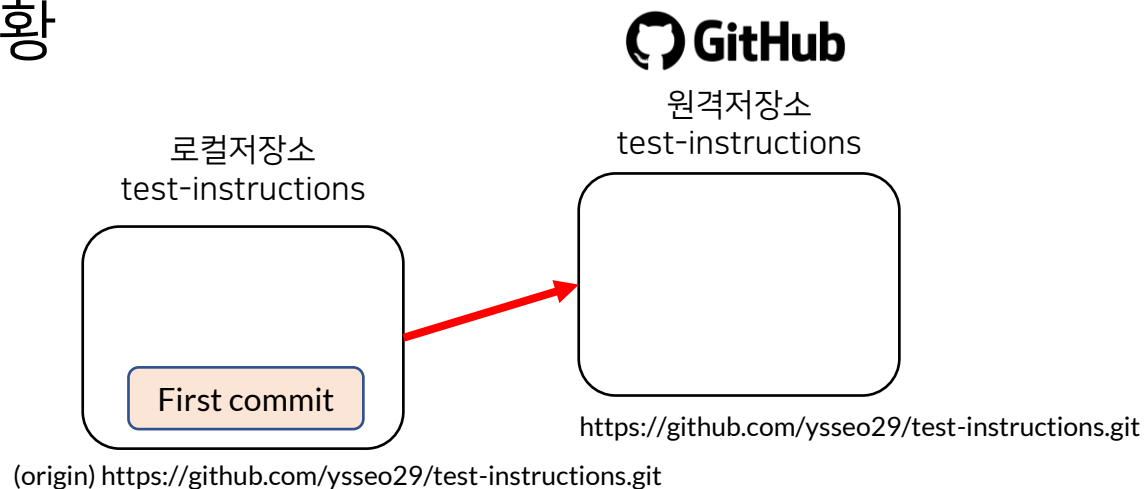 황
GitHub
원격저장소
test-instructions
로컬저장소
test-instructions
First commit
https://github.com/ysseo29/test-instructions.git
(origin) https://github.com/ysseo29/test-instructions.git